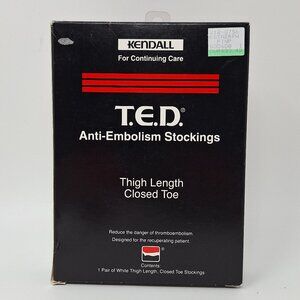 KENDALL
For Continuing Care
T.E.D.®
Anti-Embolism Stockings
Thigh Length
Closed Toe
Reduce the danger of thromboembolism.
Designed for the recuperating patient.
Contents:
1 Pair of White Thigh Length, Closed Toe Stockings